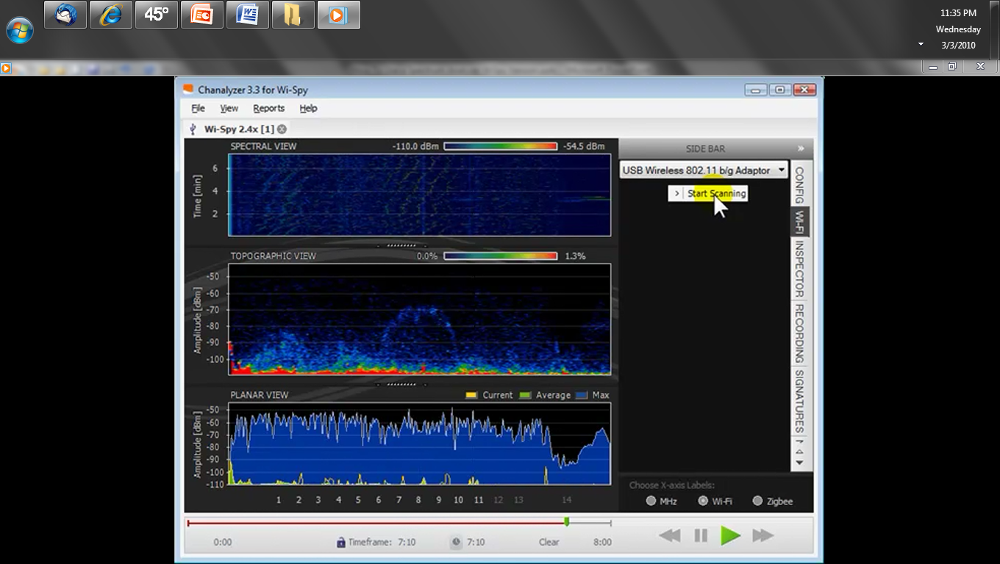 45°
11:35 PM
Wednesday
3/3/2010
Chanalyzer 3.3 for Wi-Spy
File View Reports Help
Wi-Spy 2.4x [1]
SPECTRAL VIEW -110.0 dBm -54.5 dBm
Time [min]
6
4
2
TOPOGRAPHIC VIEW 0.0% 1.3%
Amplitude [dBm]
-50
-60
-70
-80
-90
-100
PLANAR VIEW Current Average Max
Amplitude [dBm]
-50
-60
-70
-80
-90
-100
-110
1 2 3 4 5 6 7 8 9 10 11 12 13 14
SIDE BAR »
USB Wireless 802.11 b/g Adaptor
> Start Scanning
CONFIG
WI-FI
INSPECTOR
RECORDING
SIGNATURES
Choose X-axis Labels:
MHz Wi-Fi Zigbee
0:00 Timeframe: 7:10 7:10 Clear 8:00